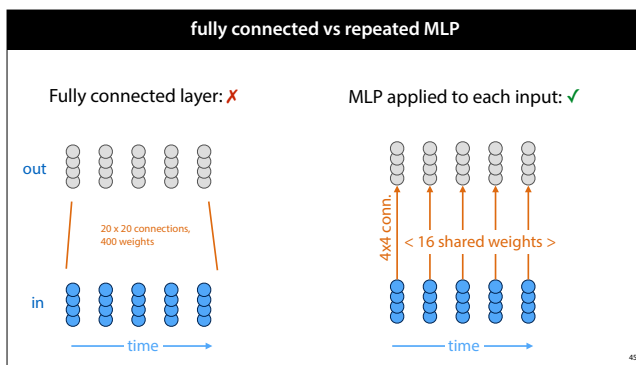 fully connected vs repeated MLP
Fully connected layer: ✗
out
20 x 20 connections,
400 weights
in
time
MLP applied to each input: ✓
4x4 conn.
< 16 shared weights >
time